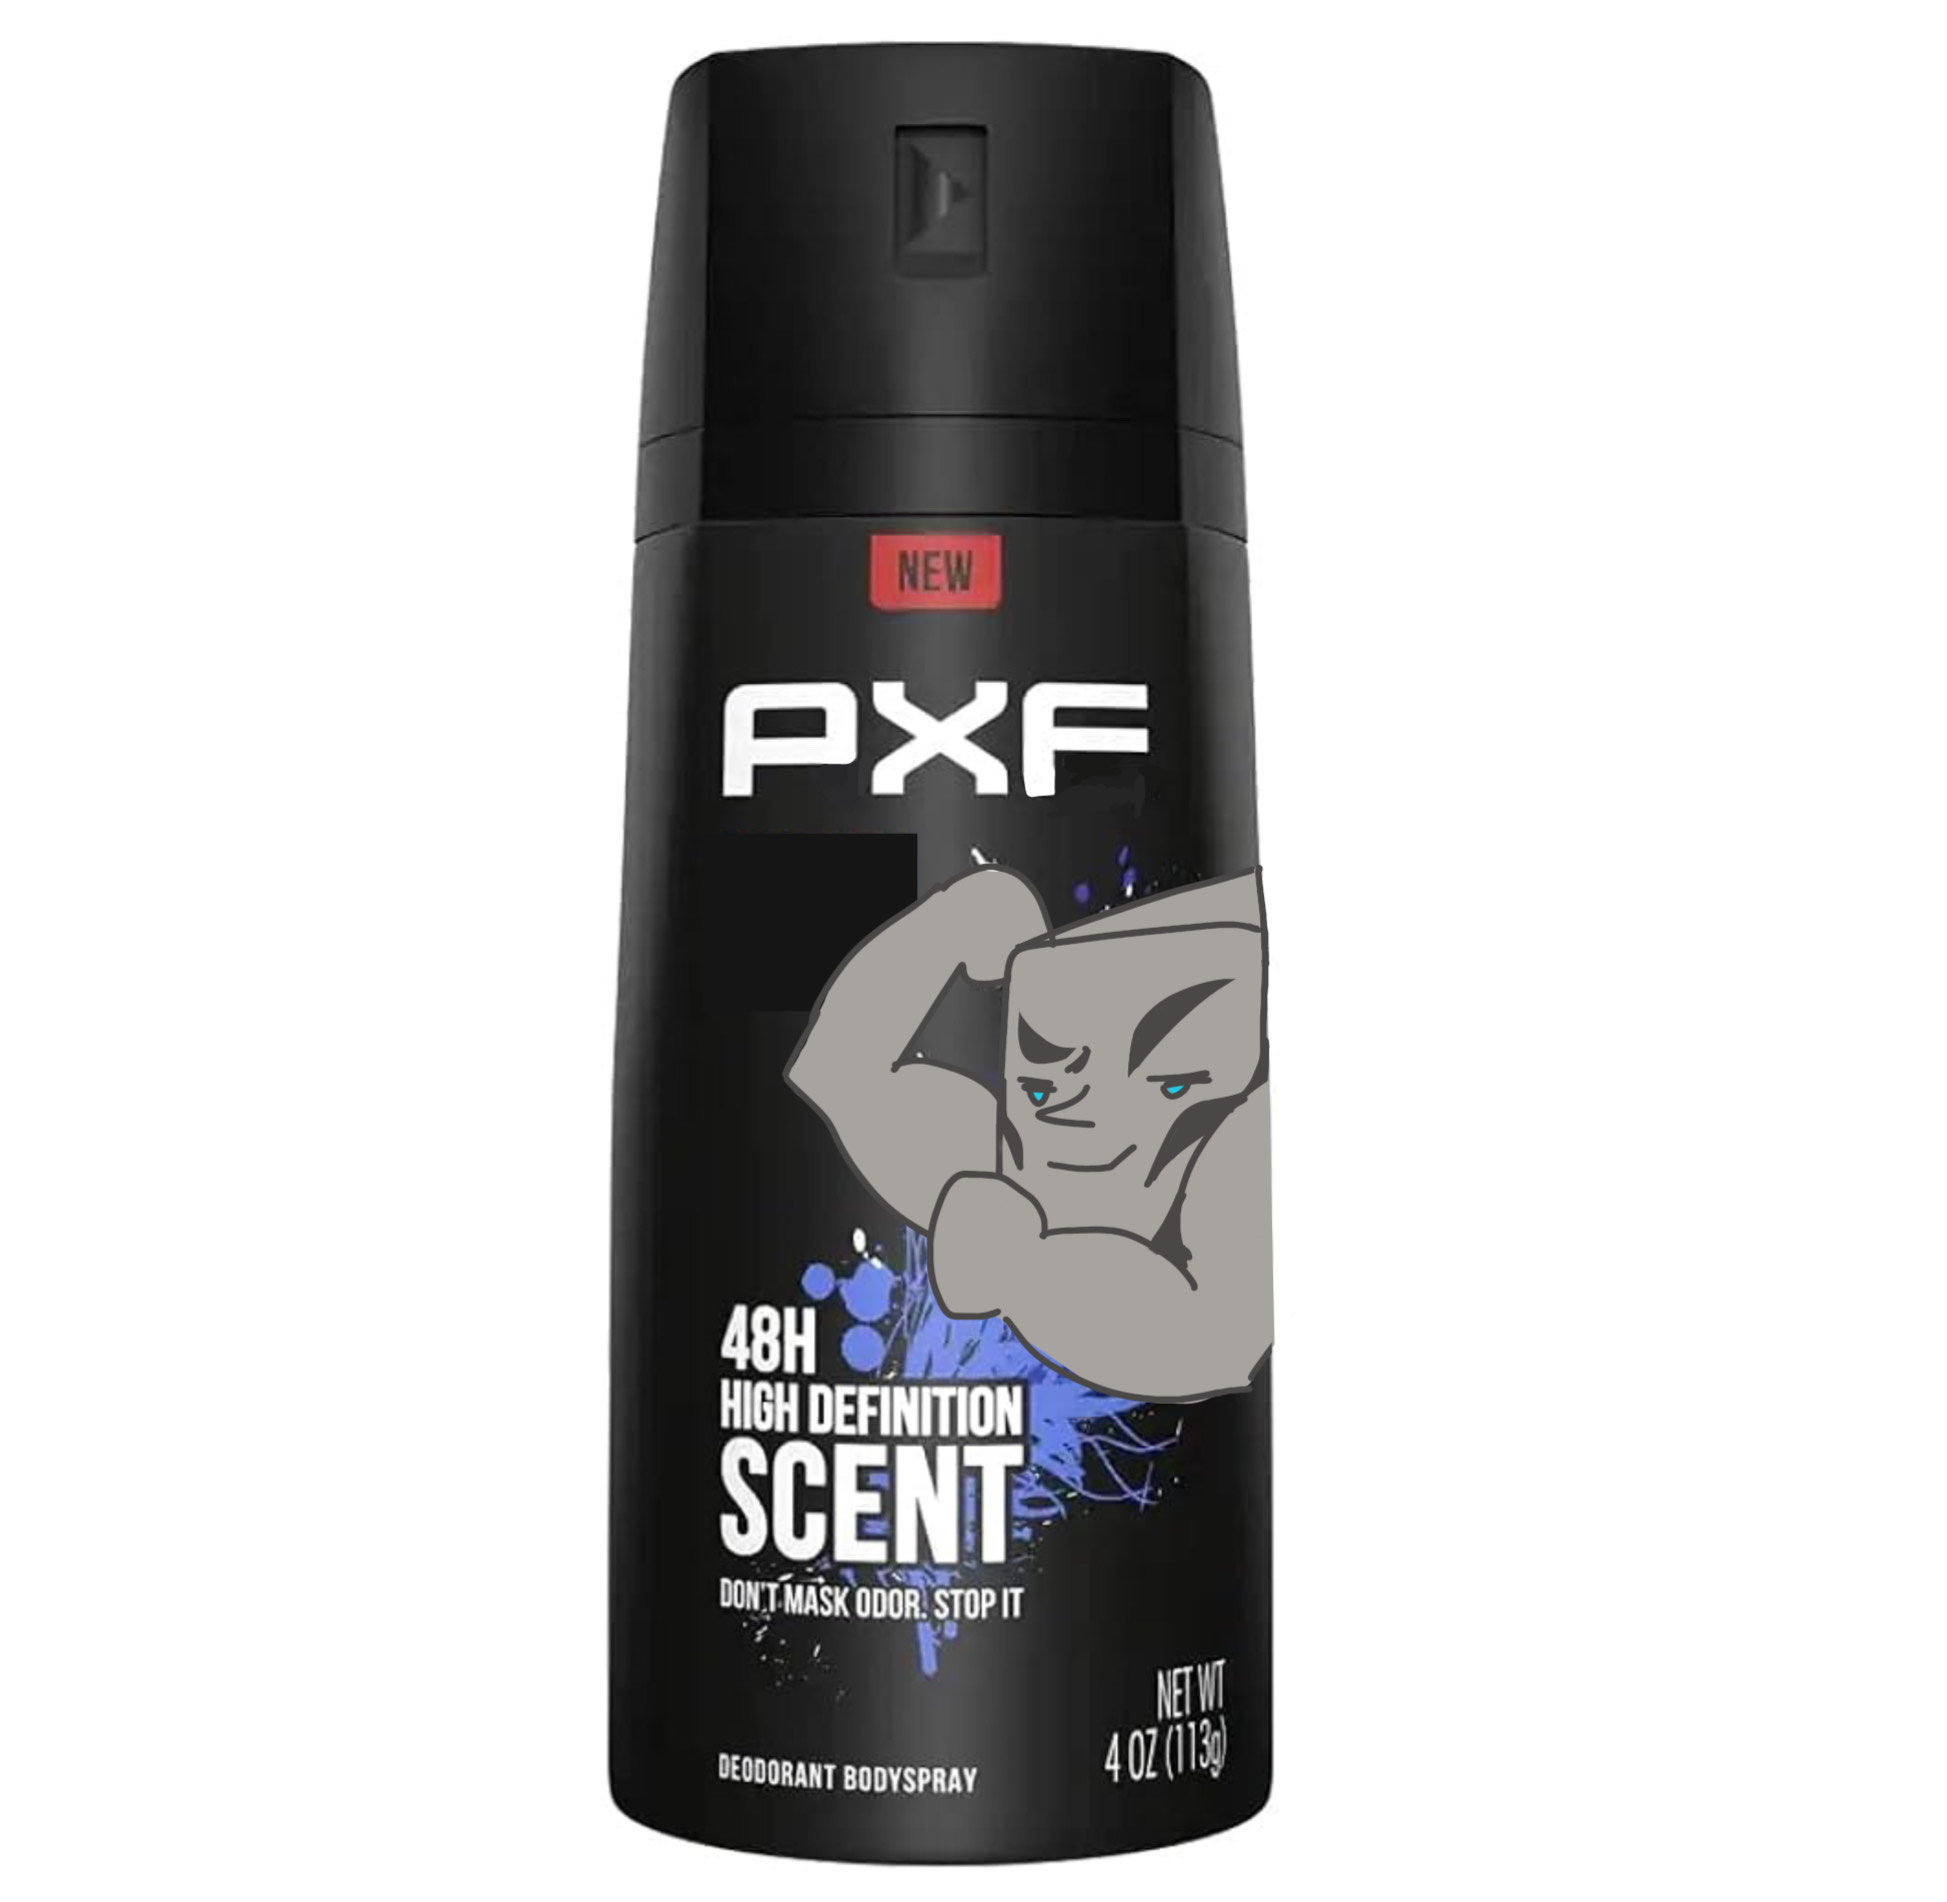 NEW
PXF
48H
HIGH DEFINITION
SCENT
DON'T MASK ODOR. STOP IT
NET WT
4 OZ (113g)
DEODORANT BODYSPRAY